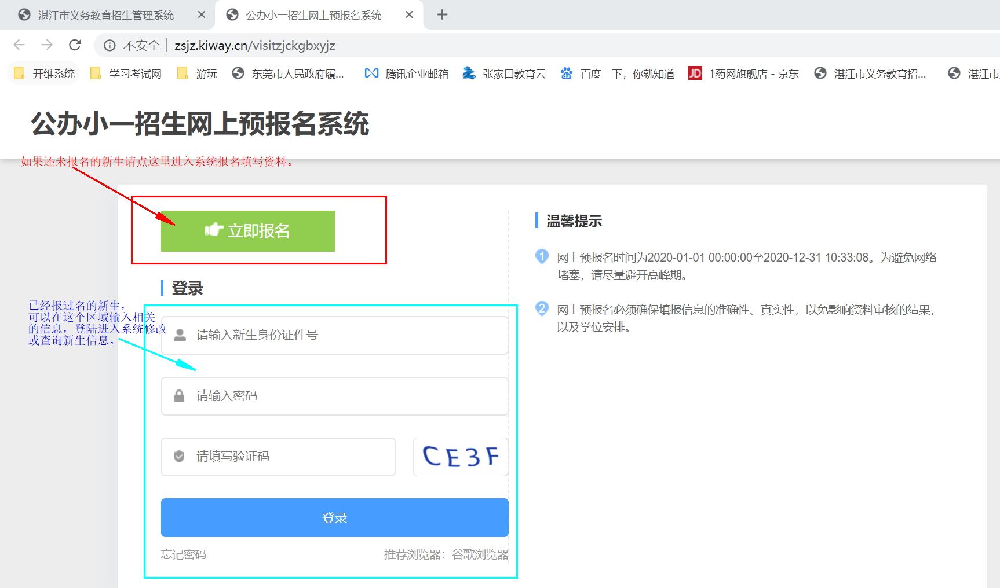 湛江市义务教育招生管理系统
公办小一招生网上预报名系统
不安全 zsjz.kiway.cn/visitzjckgbxyjz
开维系统 学习考试网 游玩 东莞市人民政府履... 腾讯企业邮箱 张家口教育云 百度一下，你就知道 JD 1药网旗舰店 - 京东 湛江市义务教育招... 湛江市
公办小一招生网上预报名系统
如果还未报名的新生请点这里进入系统报名填写资料。
立即报名
登录
已经报过名的新生，
可以在这个区域输入相关
的信息，登陆进入系统修改
或查询新生信息。
请输入新生身份证件号
请输入密码
请填写验证码
CE3F
登录
忘记密码
推荐浏览器：谷歌浏览器
温馨提示
1 网上预报名时间为2020-01-01 00:00:00至2020-12-31 10:33:08。为避免网络
堵塞，请尽量避开高峰期。
2 网上预报名必须确保填报信息的准确性、真实性，以免影响资料审核的结果，
以及学位安排。